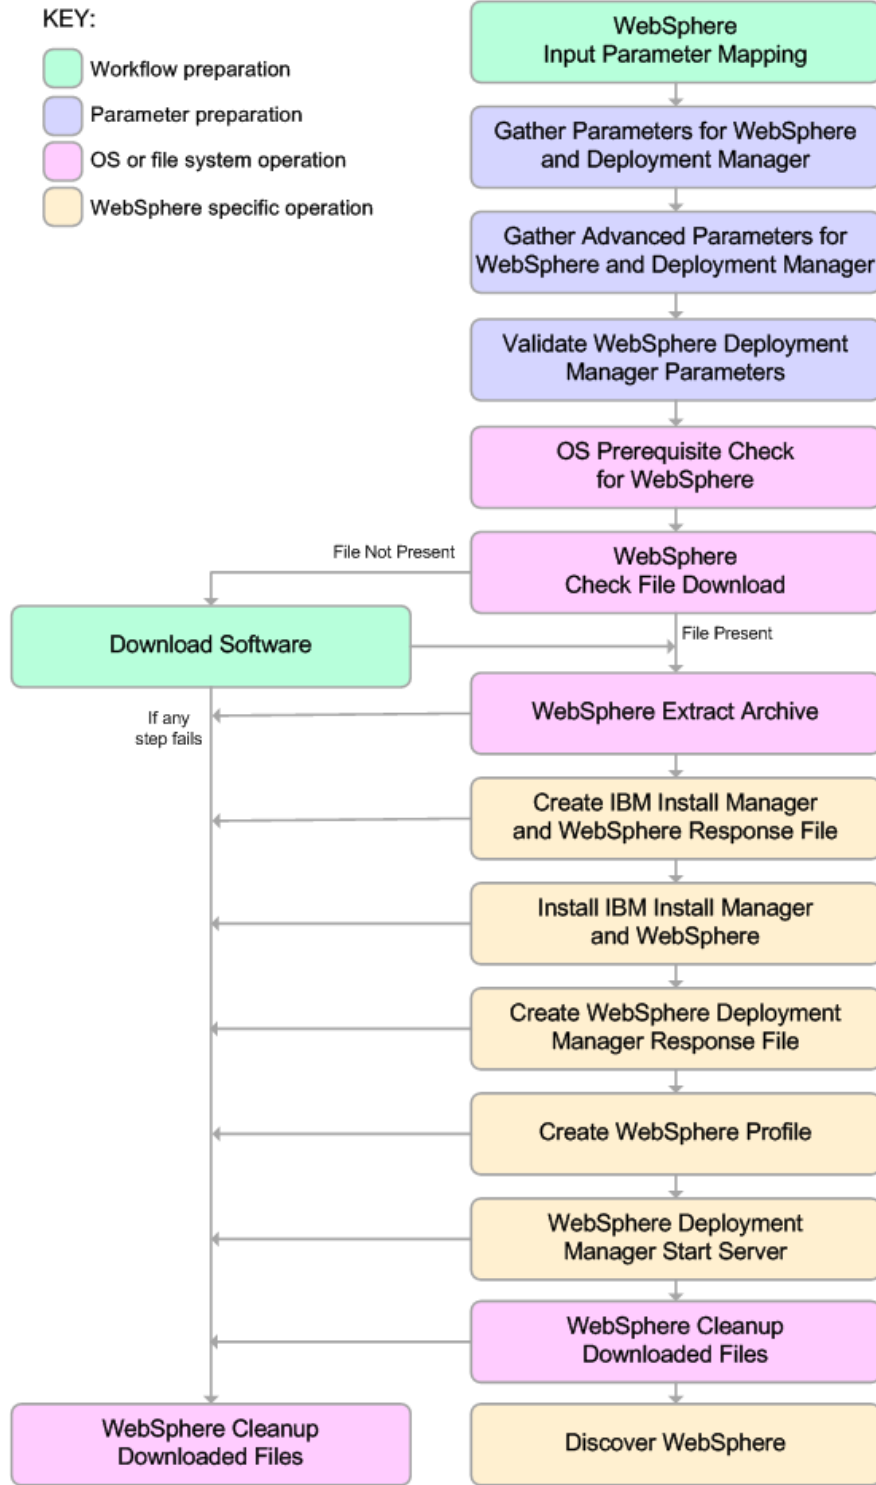 KEY:
Workflow preparation
Parameter preparation
OS or file system operation
WebSphere specific operation
WebSphere
Input Parameter Mapping
Gather Parameters for WebSphere
and Deployment Manager
Gather Advanced Parameters for
WebSphere and Deployment Manager
Validate WebSphere Deployment
Manager Parameters
OS Prerequisite Check
for WebSphere
File Not Present
WebSphere
Check File Download
Download Software
File Present
If any
step fails
WebSphere Extract Archive
Create IBM Install Manager
and WebSphere Response File
Install IBM Install Manager
and WebSphere
Create WebSphere Deployment
Manager Response File
Create WebSphere Profile
WebSphere Deployment
Manager Start Server
WebSphere Cleanup
Downloaded Files
WebSphere Cleanup
Downloaded Files
Discover WebSphere